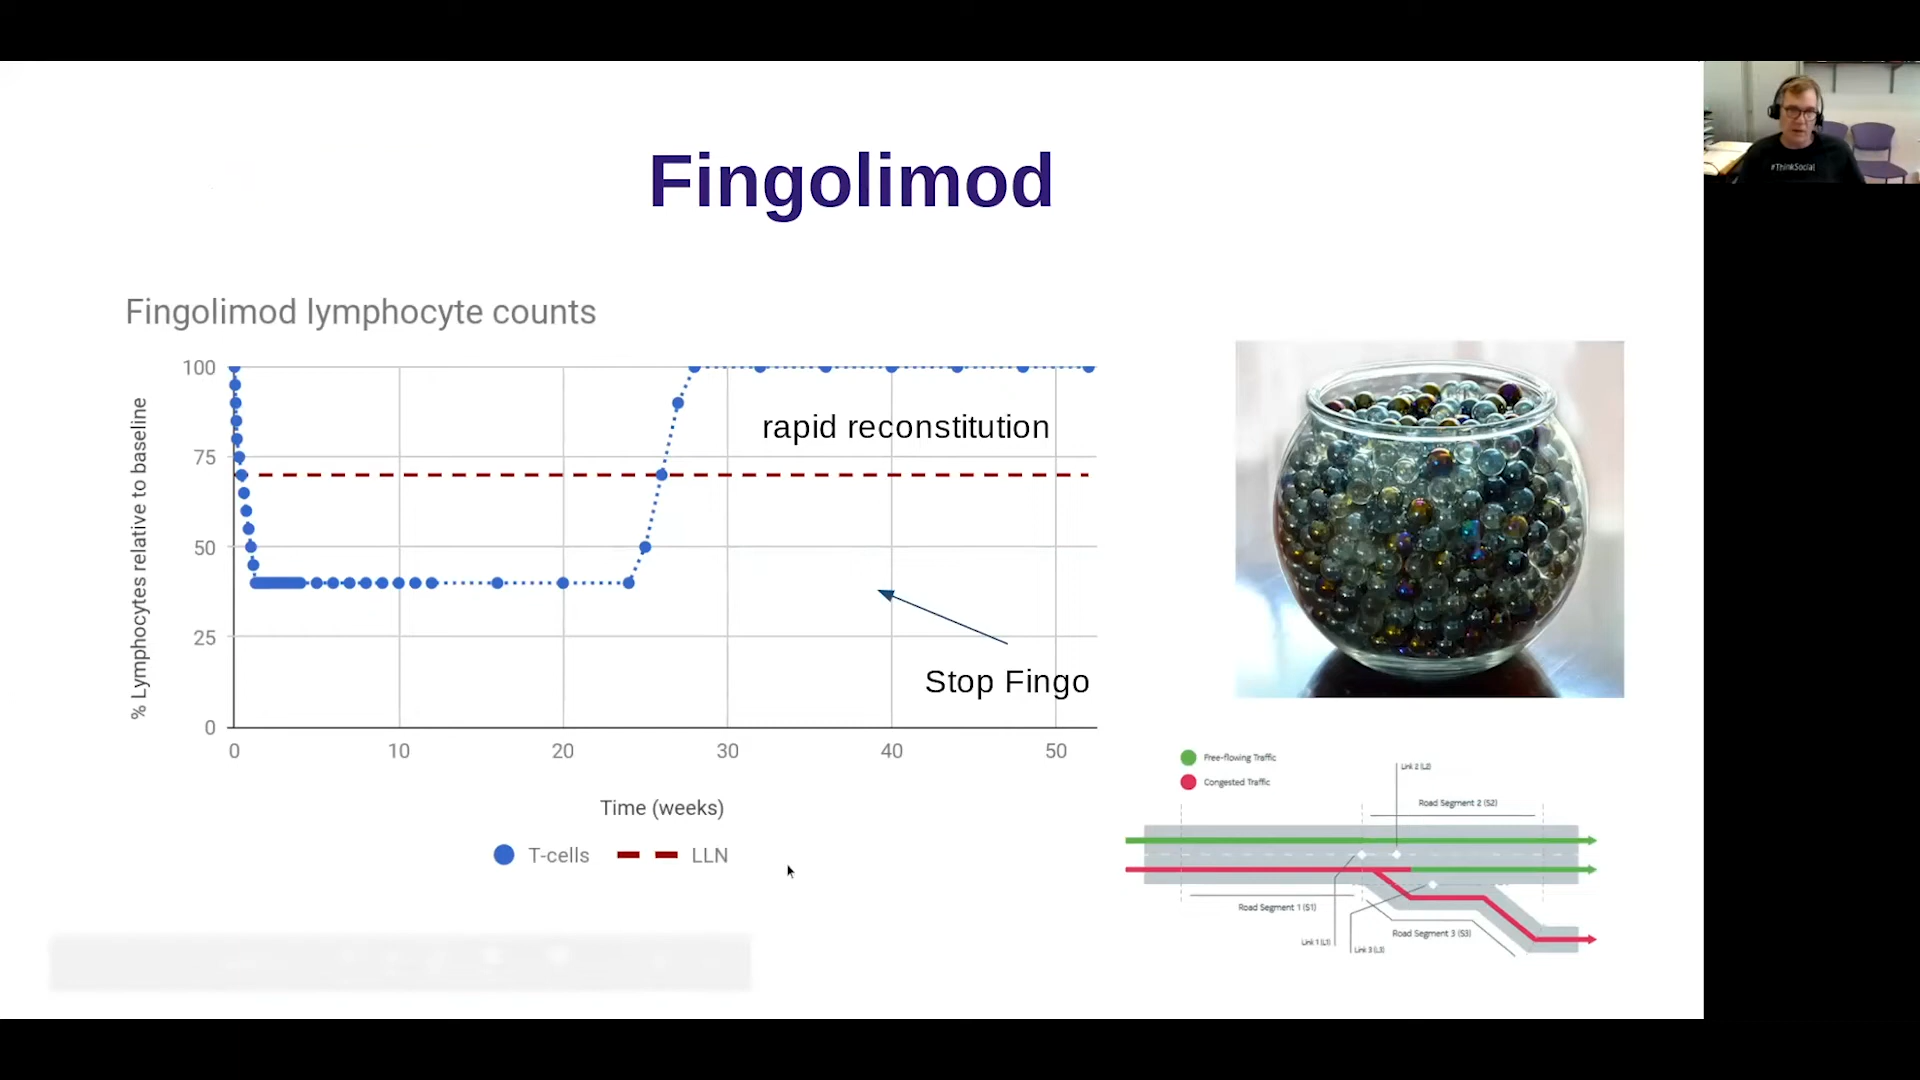 #ThinkSocial
Fingolimod
Fingolimod lymphocyte counts
% Lymphocytes relative to baseline
100
75
50
25
0
0 10 20 30 40 50
rapid reconstitution
Stop Fingo
Time (weeks)
T-cells LLN
Free-flowing Traffic
Congested Traffic
Link 2 (L2)
Road Segment 2 (S2)
Road Segment 1 (S1)
Road Segment 3 (S3)
Link 1 (L1)
Link 3 (L3)